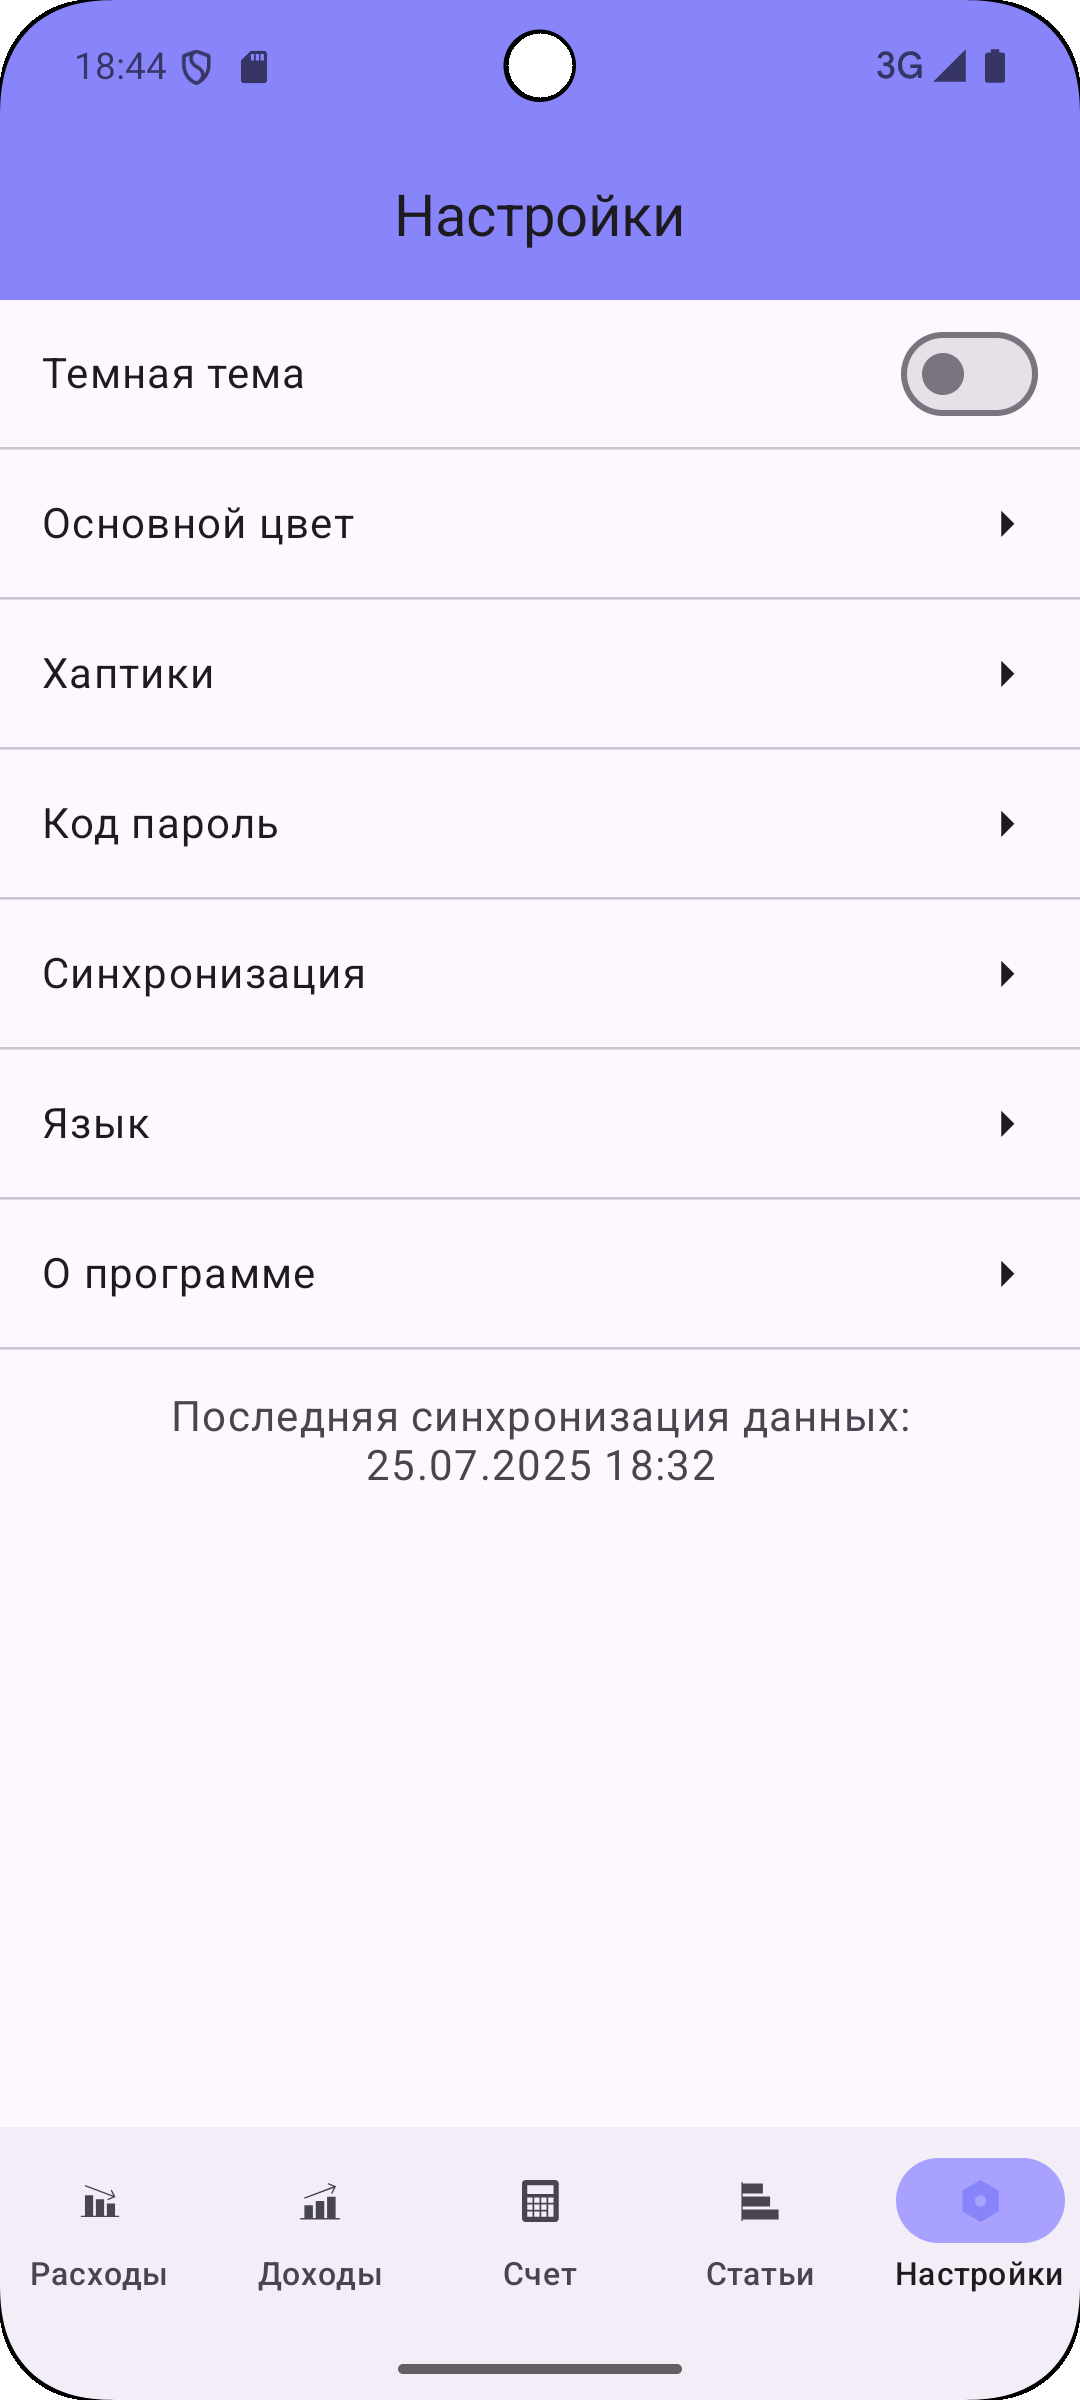 18:44
3G
Настройки
Темная тема
Основной цвет
Хаптики
Код пароль
Синхронизация
Язык
О программе
Последняя синхронизация данных:
25.07.2025 18:32
Расходы
Доходы
Счет
Статьи
Настройки